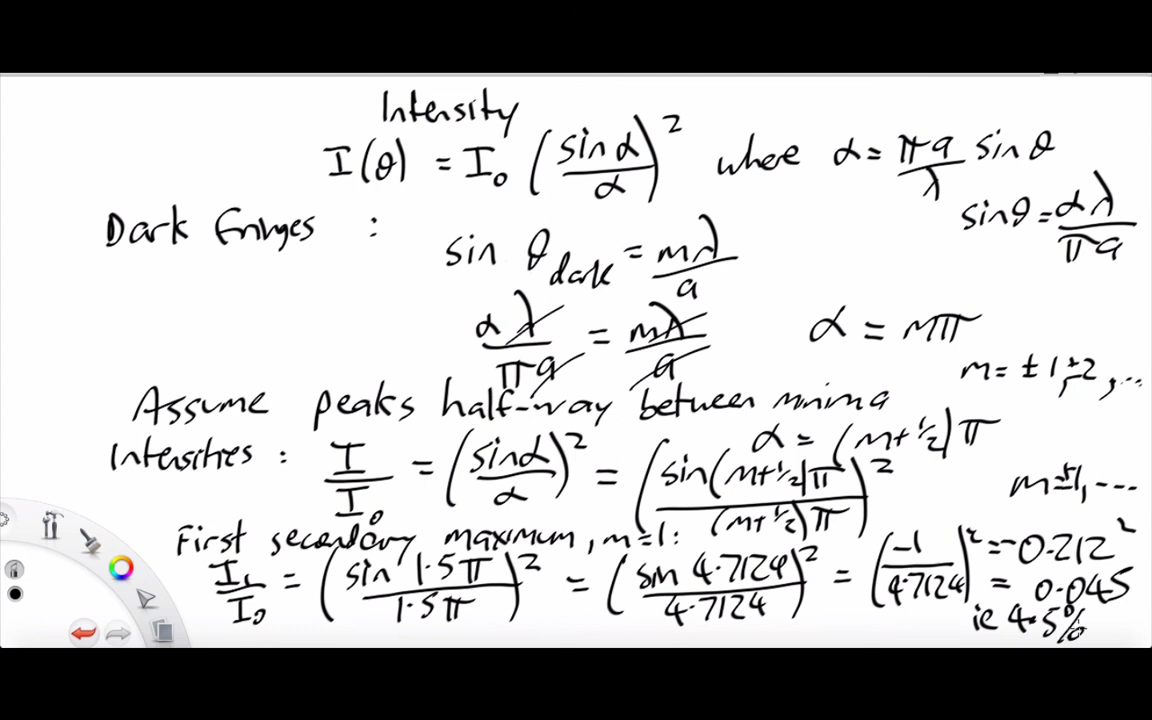 Intensity
I(θ) = I₀ (sin α / α)² where α = πa/λ sin θ
sin θ = αλ/πa
Dark fringes :
sin θ_dark = mλ/a
αλ/πa = mλ/a α = mπ
m = ±1, ±2, ...
Assume peaks half-way between minima
α = (m+½)π
Intensities : I/I₀ = (sin α / α)² = (sin(m+½)π / (m+½)π)²
m=±1, ---
First secondary maximum, m=1:
I₁/I₀ = (sin 1.5π / 1.5π)² = (sin 4.7124 / 4.7124)² = (-1 / 4.7124)² = -0.212²
= 0.045
ie 4.5%